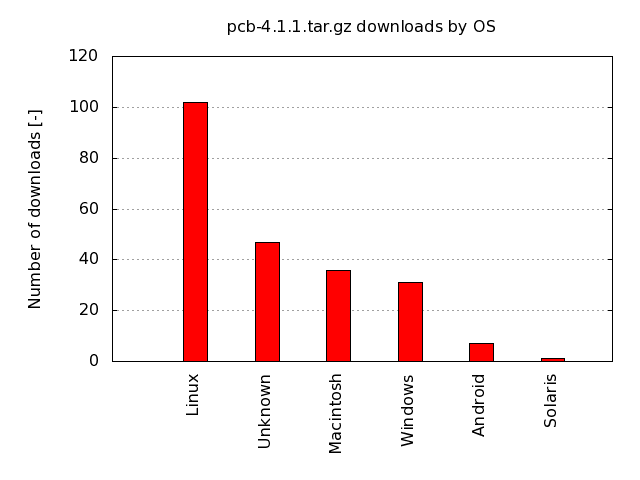 pcb-4.1.1.tar.gz downloads by OS
Number of downloads [-]
120
100
80
60
40
20
0
Linux
Unknown
Macintosh
Windows
Android
Solaris